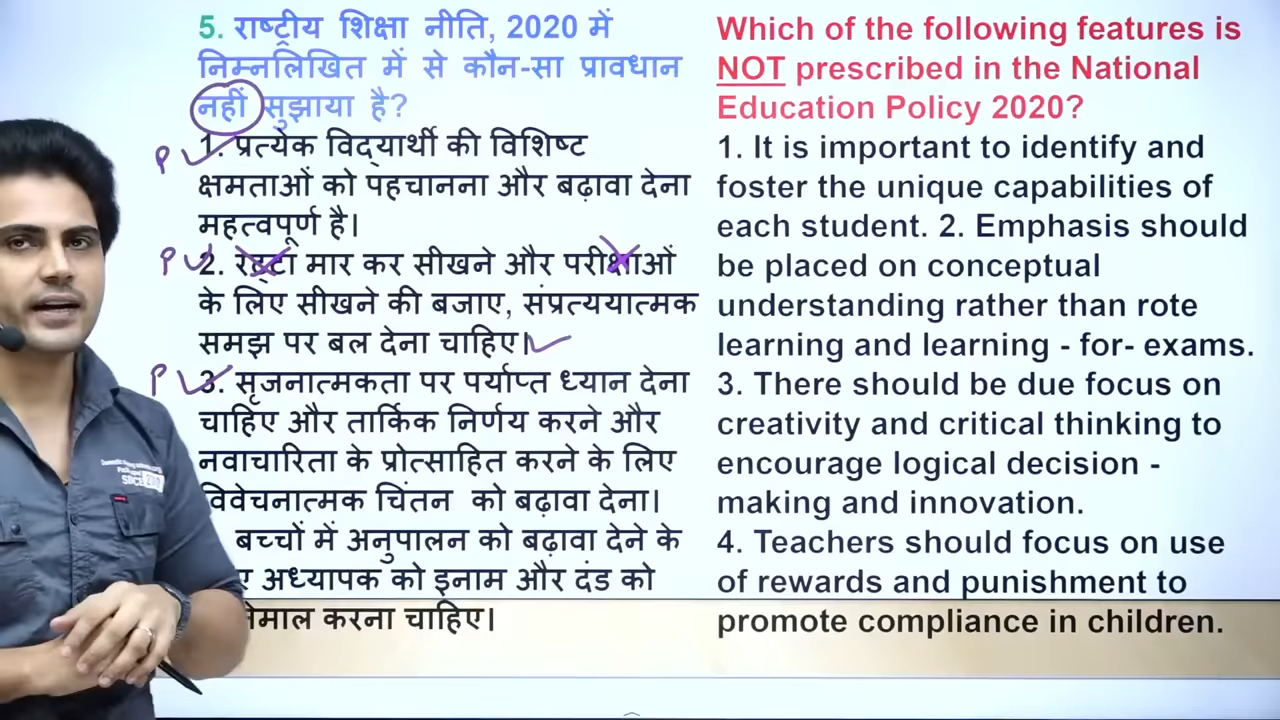 5. राष्ट्रीय शिक्षा नीति, 2020 में
निम्नलिखित में से कौन-सा प्रावधान
नहीं सुझाया है?
1. प्रत्येक विद्यार्थी की विशिष्ट
क्षमताओं को पहचानना और बढ़ावा देना
महत्वपूर्ण है।
2. रट्टा मार कर सीखने और परीक्षाओं
के लिए सीखने की बजाए, संप्रत्ययात्मक
समझ पर बल देना चाहिए।
3. सृजनात्मकता पर पर्याप्त ध्यान देना
चाहिए और तार्किक निर्णय करने और
नवाचारिता के प्रोत्साहित करने के लिए
विवेचनात्मक चिंतन को बढ़ावा देना।
बच्चों में अनुपालन को बढ़ावा देने के
अध्यापक को इनाम और दंड को
करना चाहिए।
Which of the following features is
NOT prescribed in the National
Education Policy 2020?
1. It is important to identify and
foster the unique capabilities of
each student. 2. Emphasis should
be placed on conceptual
understanding rather than rote
learning and learning - for- exams.
3. There should be due focus on
creativity and critical thinking to
encourage logical decision -
making and innovation.
4. Teachers should focus on use
of rewards and punishment to
promote compliance in children.
P
P
P